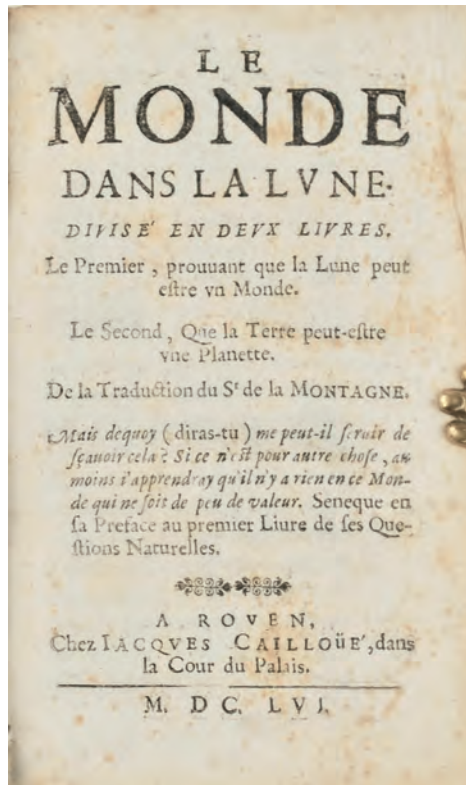 LE
MONDE
DANS LA LVNE.
DIVISE' EN DEVX LIVRES.
Le Premier, prouuant que la Lune peut
eſtre vn Monde.
Le Second, Que la Terre peut-eſtre
vne Planette.
De la Traduction du Sr de la MONTAGNE.
Mais dequoy (diras-tu) me peut-il ſeruir de
ſçauoir cela? Si ce n'eſt pour autre choſe, au
moins i'apprendray qu'il n'y a rien en ce Mon-
de qui ne ſoit de peu de valeur. Seneque en
ſa Preface au premier Liure de ſes Que-
ſtions Naturelles.
A ROVEN,
Chez IACQVES CAILLOÜE', dans
la Cour du Palais.
M. DC. LVI.